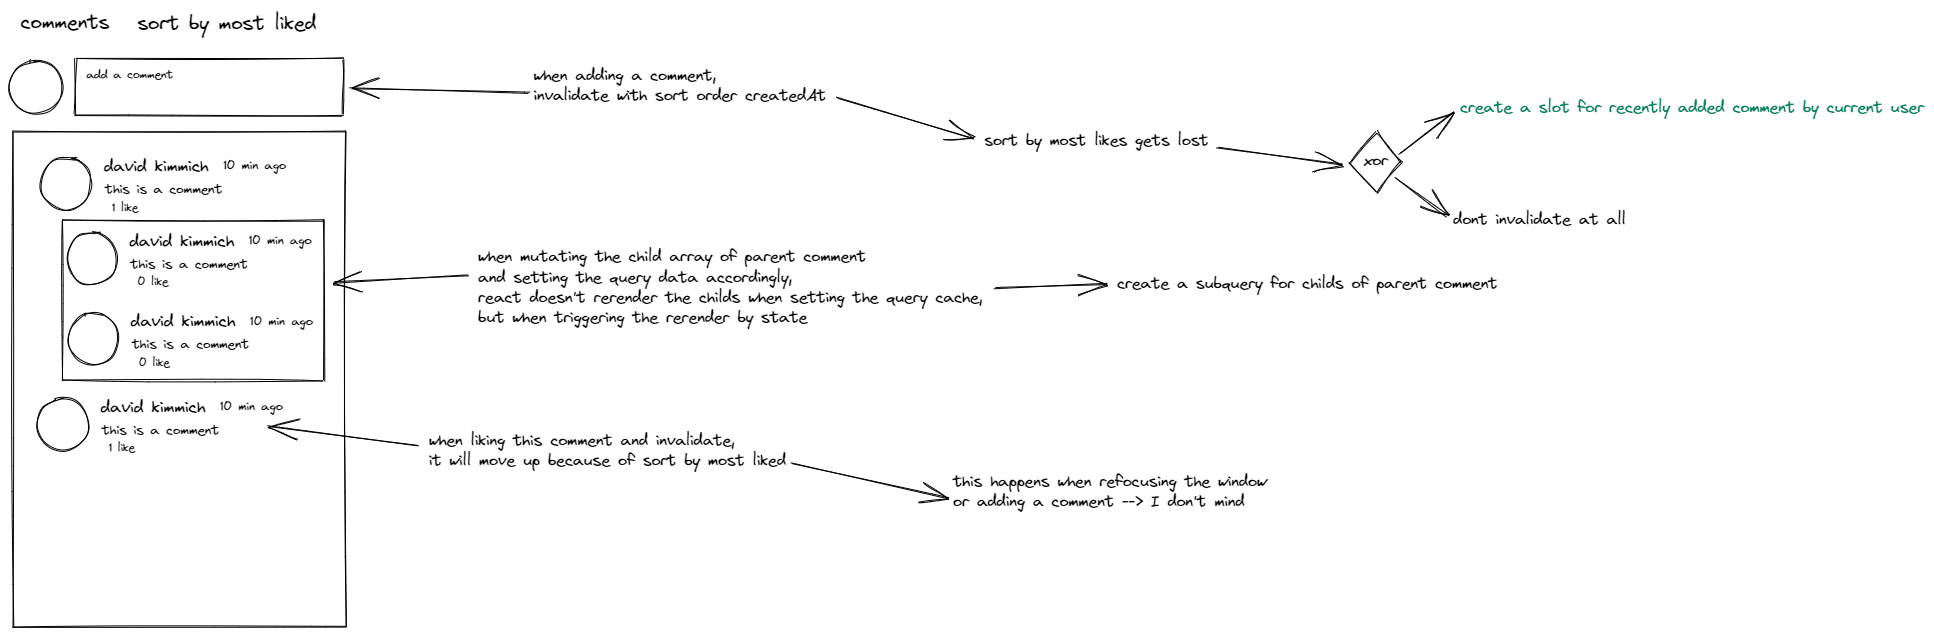 comments sort by most liked
add a comment
david kimmich 10 min ago
this is a comment
1 like
david kimmich 10 min ago
this is a comment
0 like
david kimmich 10 min ago
this is a comment
0 like
david kimmich 10 min ago
this is a comment
1 like
when adding a comment,
invalidate with sort order createdAt
sort by most likes gets lost
xor
create a slot for recently added comment by current user
dont invalidate at all
when mutating the child array of parent comment
and setting the query data accordingly,
react doesn't rerender the childs when setting the query cache,
but when triggering the rerender by state
create a subquery for childs of parent comment
when liking this comment and invalidate,
it will move up because of sort by most liked
this happens when refocusing the window
or adding a comment --> I don't mind